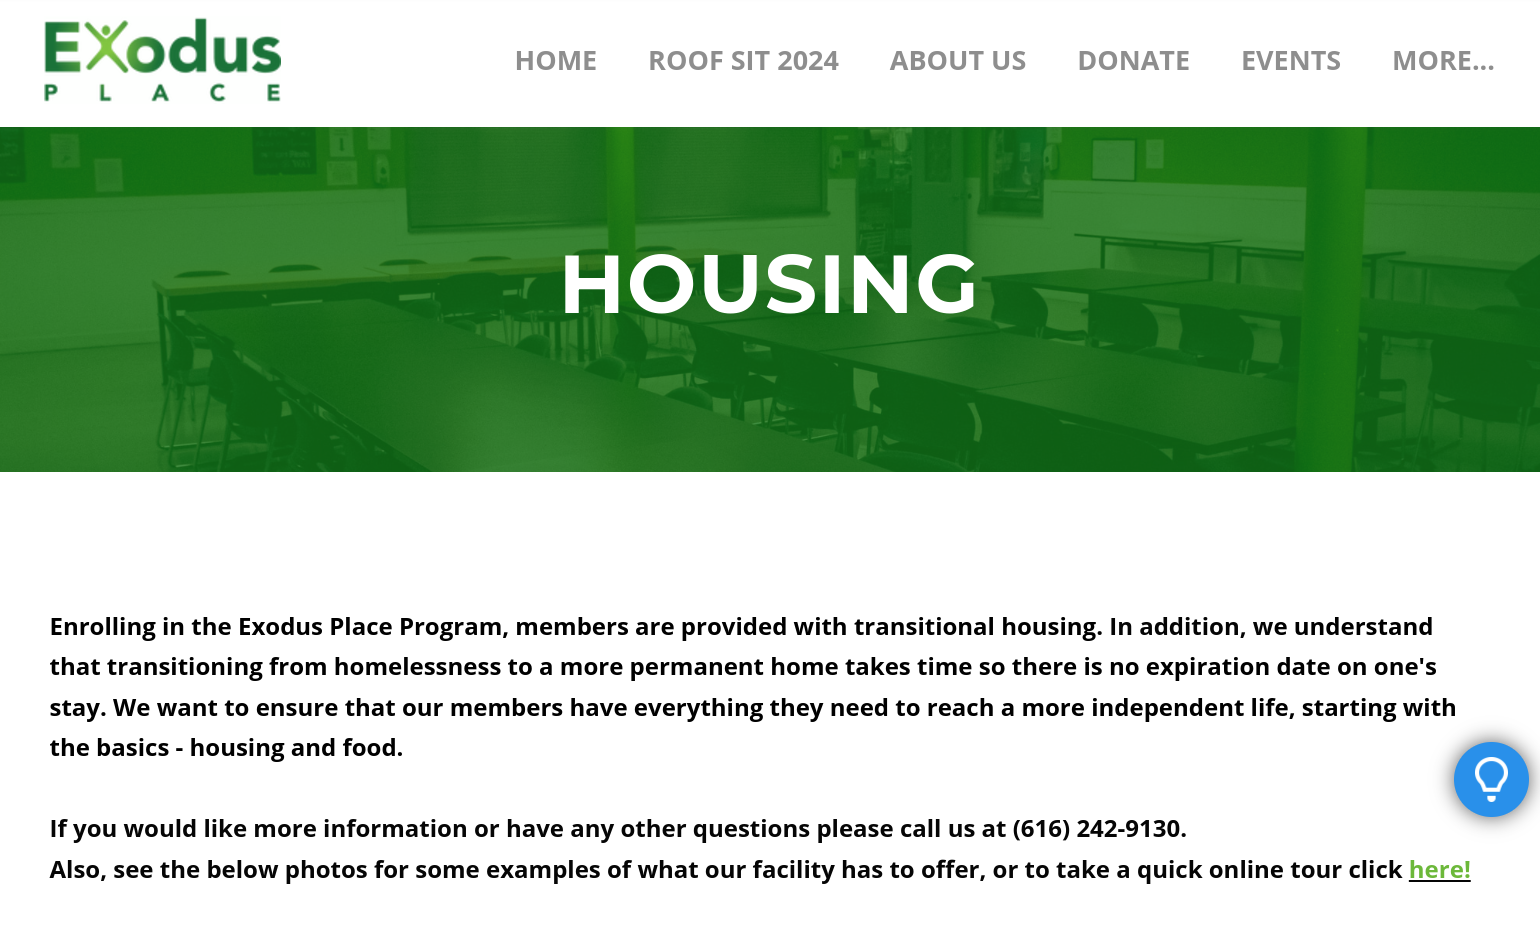 EXodus
PLACE
HOME ROOF SIT 2024 ABOUT US DONATE EVENTS MORE...
HOUSING
Enrolling in the Exodus Place Program, members are provided with transitional housing. In addition, we understand
that transitioning from homelessness to a more permanent home takes time so there is no expiration date on one's
stay. We want to ensure that our members have everything they need to reach a more independent life, starting with
the basics - housing and food.
If you would like more information or have any other questions please call us at (616) 242-9130.
Also, see the below photos for some examples of what our facility has to offer, or to take a quick online tour click here!